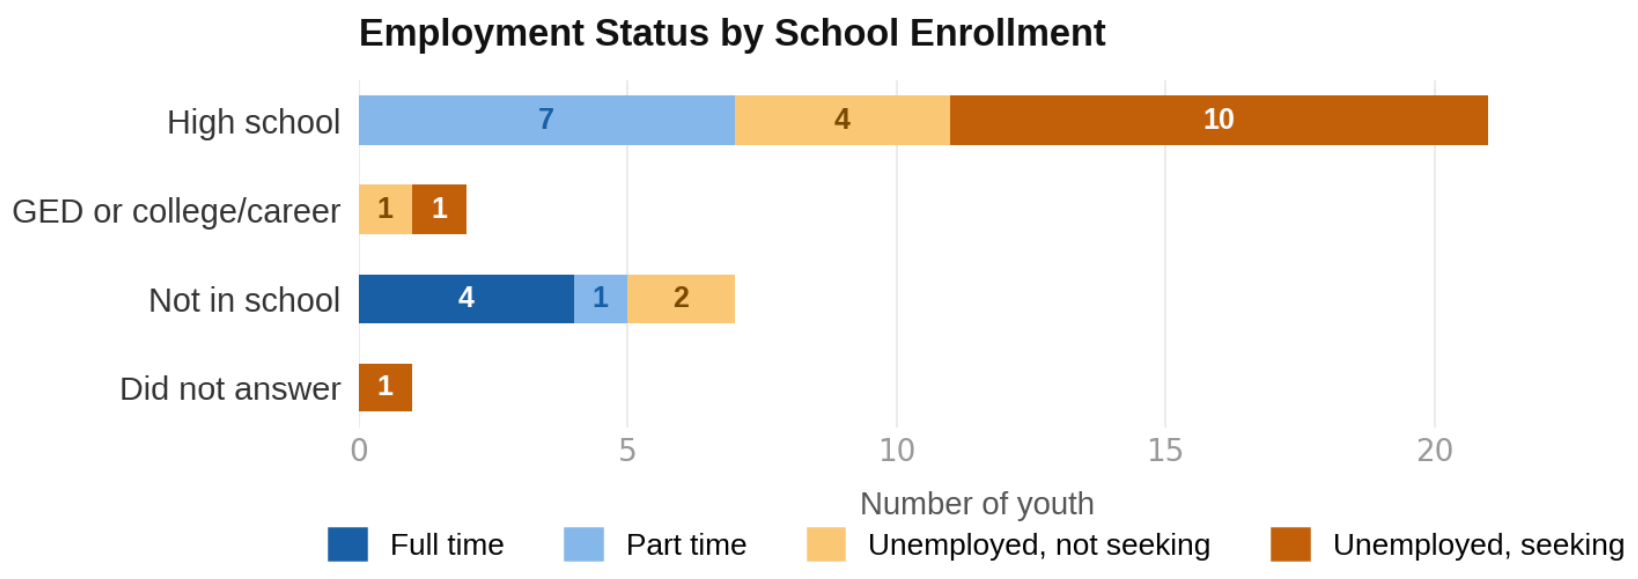 Employment Status by School Enrollment
High school 7 4 10
GED or college/career 1 1
Not in school 4 1 2
Did not answer 1
0 5 10 15 20
Number of youth
Full time Part time Unemployed, not seeking Unemployed, seeking